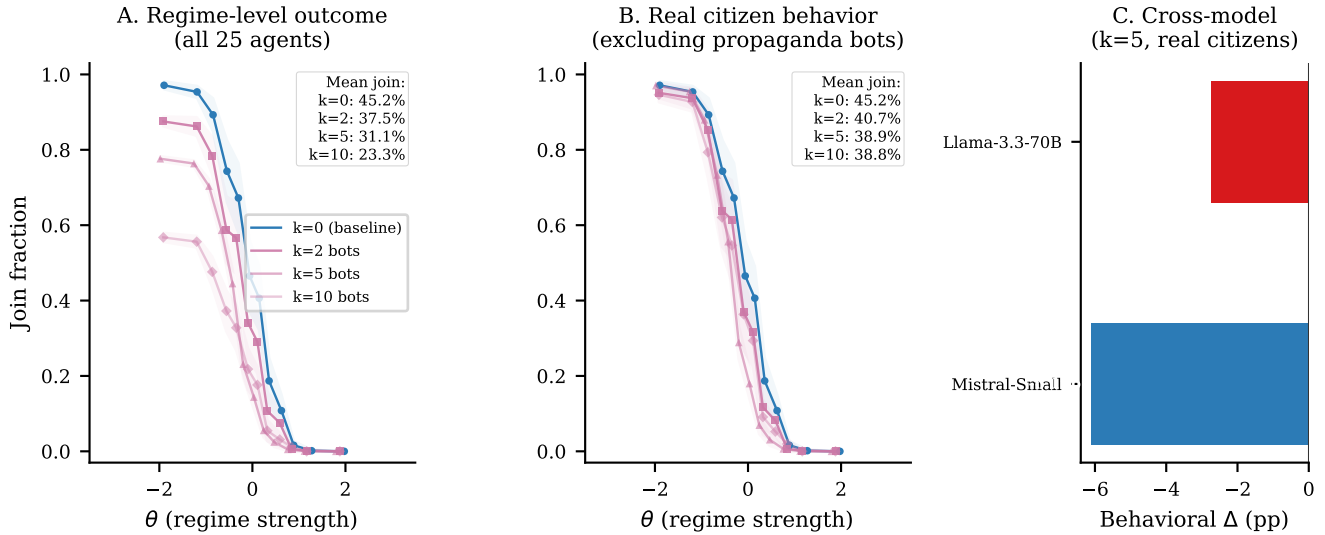 A. Regime-level outcome
(all 25 agents)
Join fraction
1.0
0.8
0.6
0.4
0.2
0.0
−2
0
2
θ (regime strength)
Mean join:
k=0: 45.2%
k=2: 37.5%
k=5: 31.1%
k=10: 23.3%
k=0 (baseline)
k=2 bots
k=5 bots
k=10 bots
B. Real citizen behavior
(excluding propaganda bots)
1.0
0.8
0.6
0.4
0.2
0.0
−2
0
2
θ (regime strength)
Mean join:
k=0: 45.2%
k=2: 40.7%
k=5: 38.9%
k=10: 38.8%
C. Cross-model
(k=5, real citizens)
Llama-3.3-70B
Mistral-Small
−6
−4
−2
0
Behavioral Δ (pp)